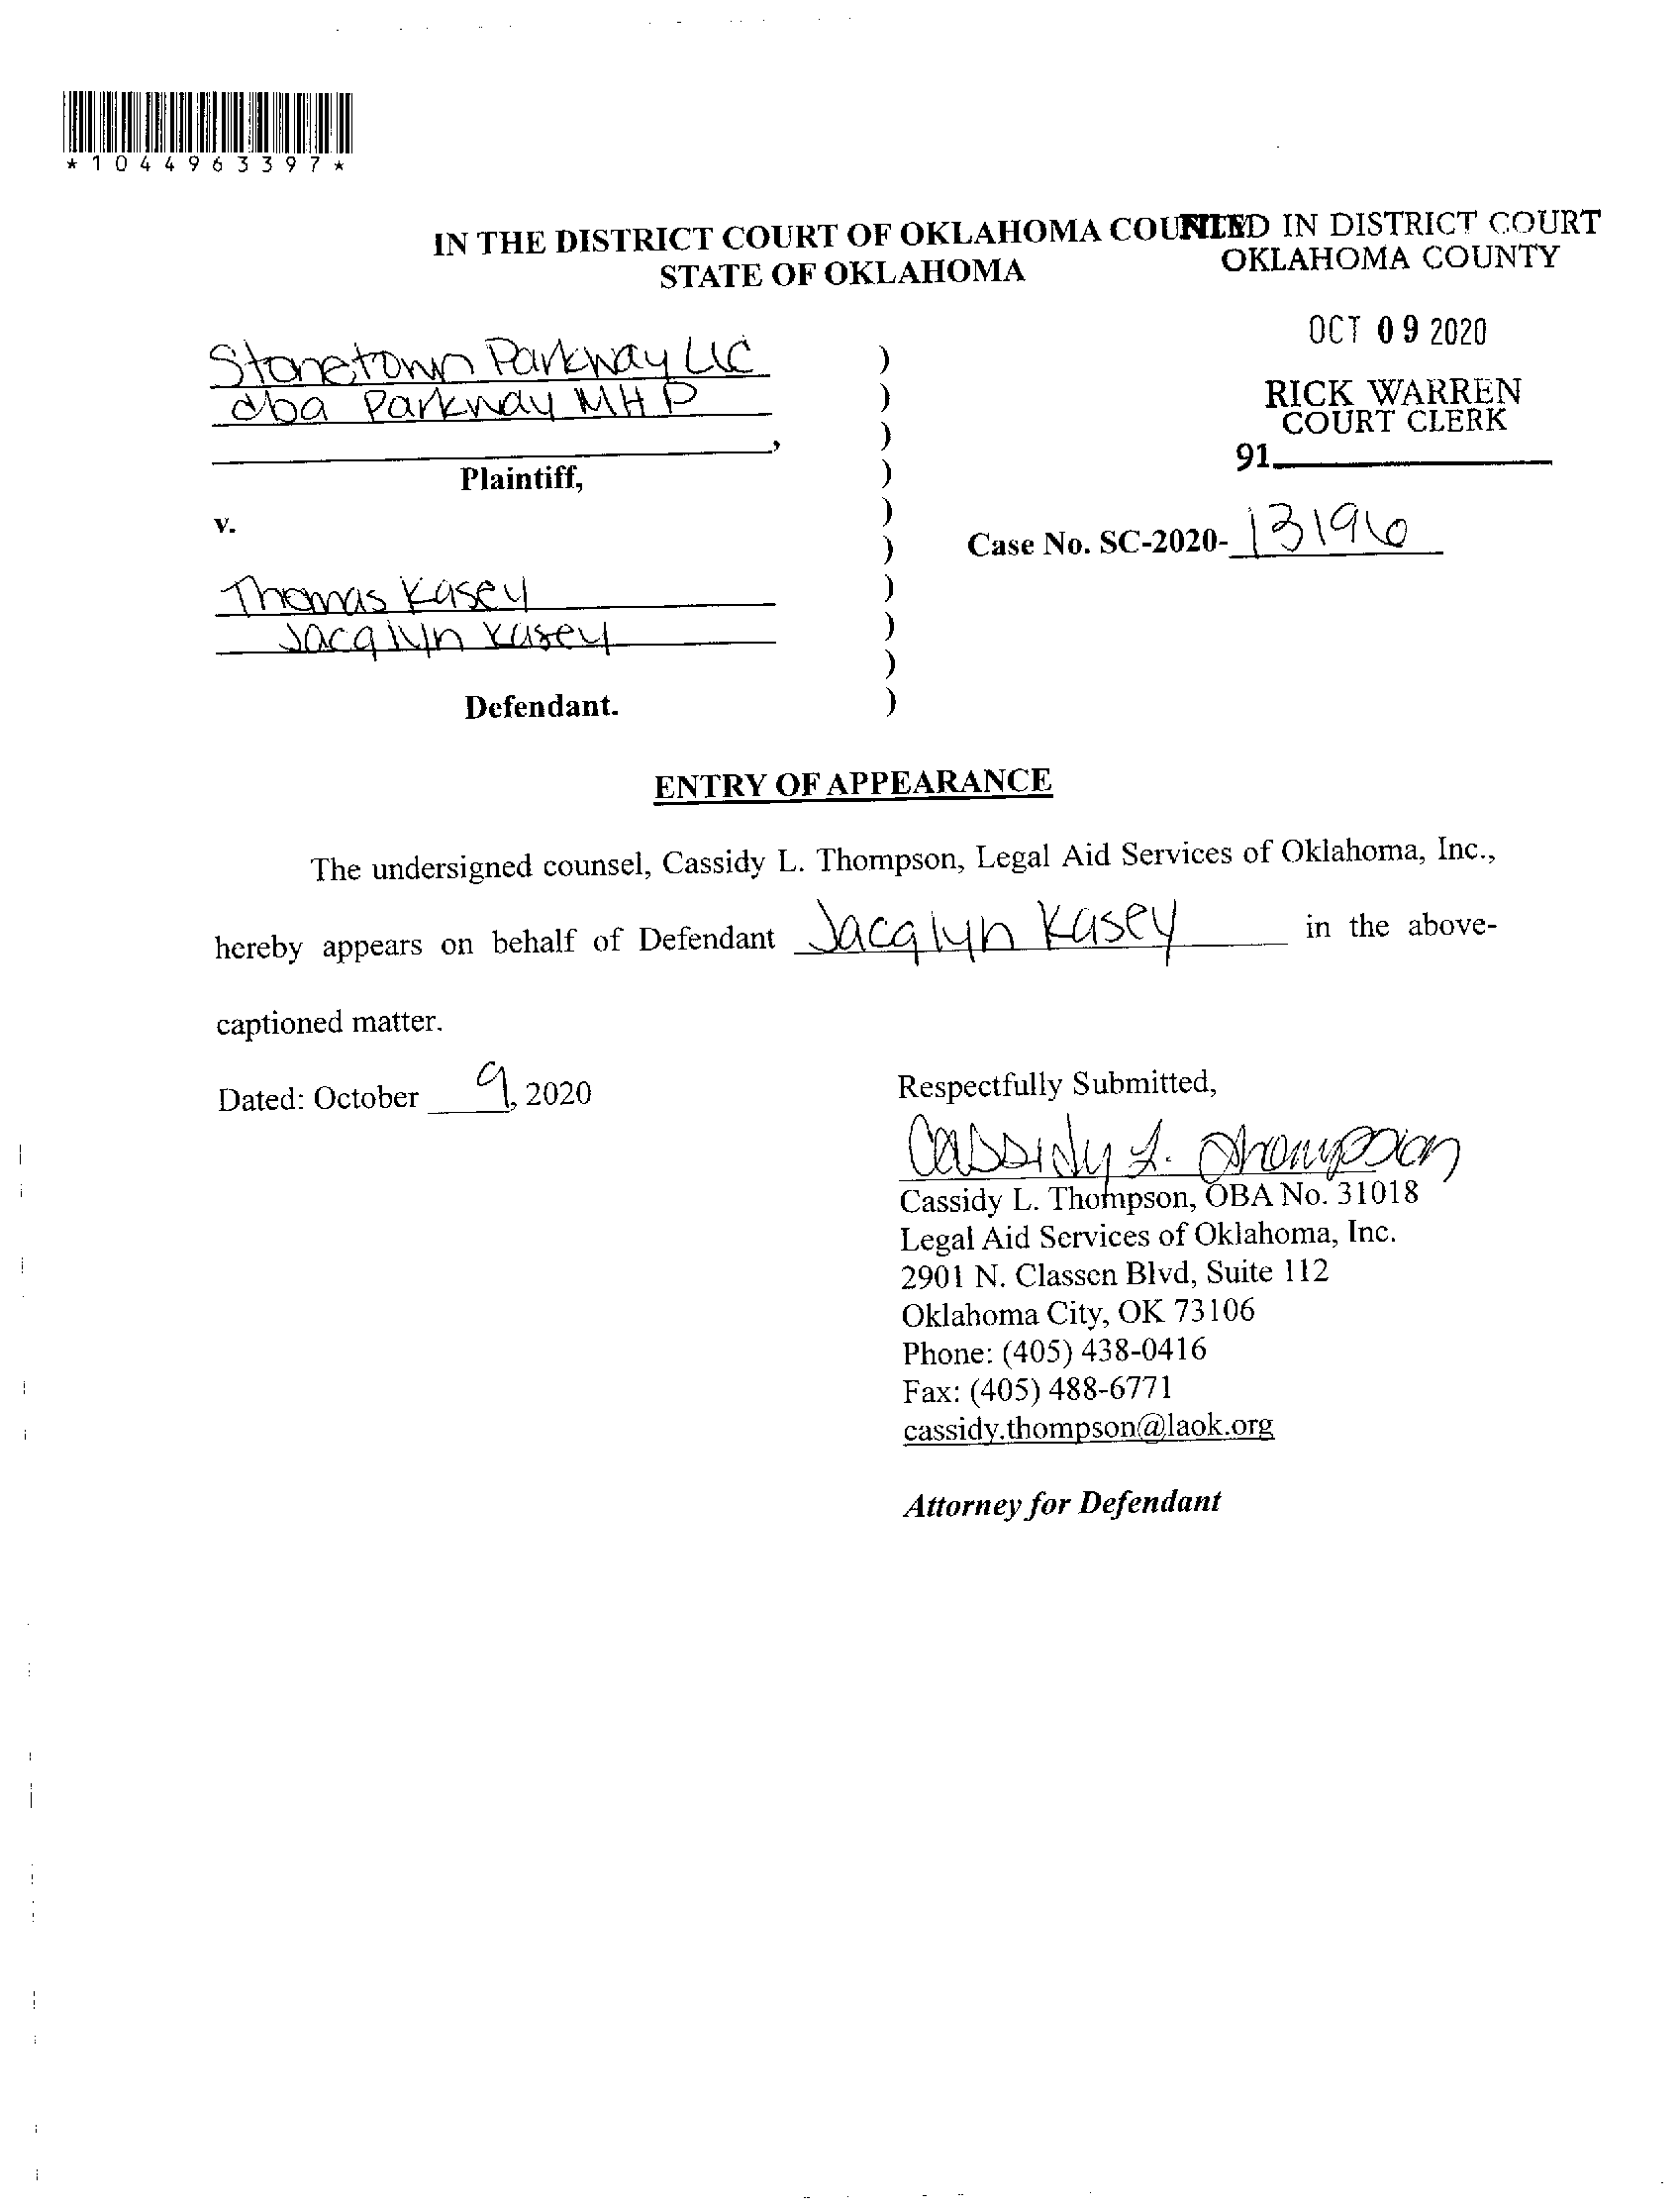 *1044963397*
IN THE DISTRICT COURT OF OKLAHOMA COUNTY
STATE OF OKLAHOMA
FILED IN DISTRICT COURT
OKLAHOMA COUNTY
OCT 09 2020
RICK WARREN
COURT CLERK
91
Stonetown Parkway LLC
dba Parkway MHP
,
Plaintiff,
v.
Case No. SC-2020-13196
Thomas Kasey
Jacqlyn Kasey
Defendant.
)
)
)
)
)
)
)
)
)
)
ENTRY OF APPEARANCE
The undersigned counsel, Cassidy L. Thompson, Legal Aid Services of Oklahoma, Inc.,
hereby appears on behalf of Defendant Jacqlyn Kasey in the above-
captioned matter.
Dated: October 9, 2020
Respectfully Submitted,
Cassidy L. Thompson
Cassidy L. Thompson, OBA No. 31018
Legal Aid Services of Oklahoma, Inc.
2901 N. Classen Blvd, Suite 112
Oklahoma City, OK 73106
Phone: (405) 438-0416
Fax: (405) 488-6771
cassidy.thompson@laok.org
Attorney for Defendant